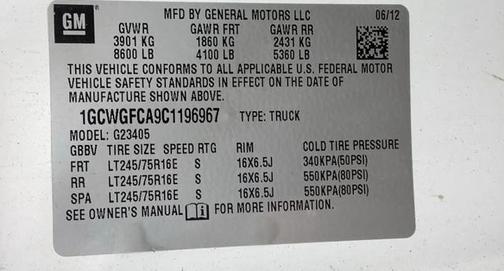 GM MFD BY GENERAL MOTORS LLC 06/12
GVWR GAWR FRT GAWR RR
3901 KG 1860 KG 2431 KG
8600 LB 4100 LB 5360 LB
THIS VEHICLE CONFORMS TO ALL APPLICABLE U.S. FEDERAL MOTOR
VEHICLE SAFETY STANDARDS IN EFFECT ON THE DATE OF
MANUFACTURE SHOWN ABOVE.
1GCWGFCA9C1196967 TYPE: TRUCK
MODEL: G23405
GBBV TIRE SIZE SPEED RTG RIM COLD TIRE PRESSURE
FRT LT245/75R16E S 16X6.5J 340KPA(50PSI)
RR LT245/75R16E S 16X6.5J 550KPA(80PSI)
SPA LT245/75R16E S 16X6.5J 550KPA(80PSI)
SEE OWNER'S MANUAL FOR MORE INFORMATION.